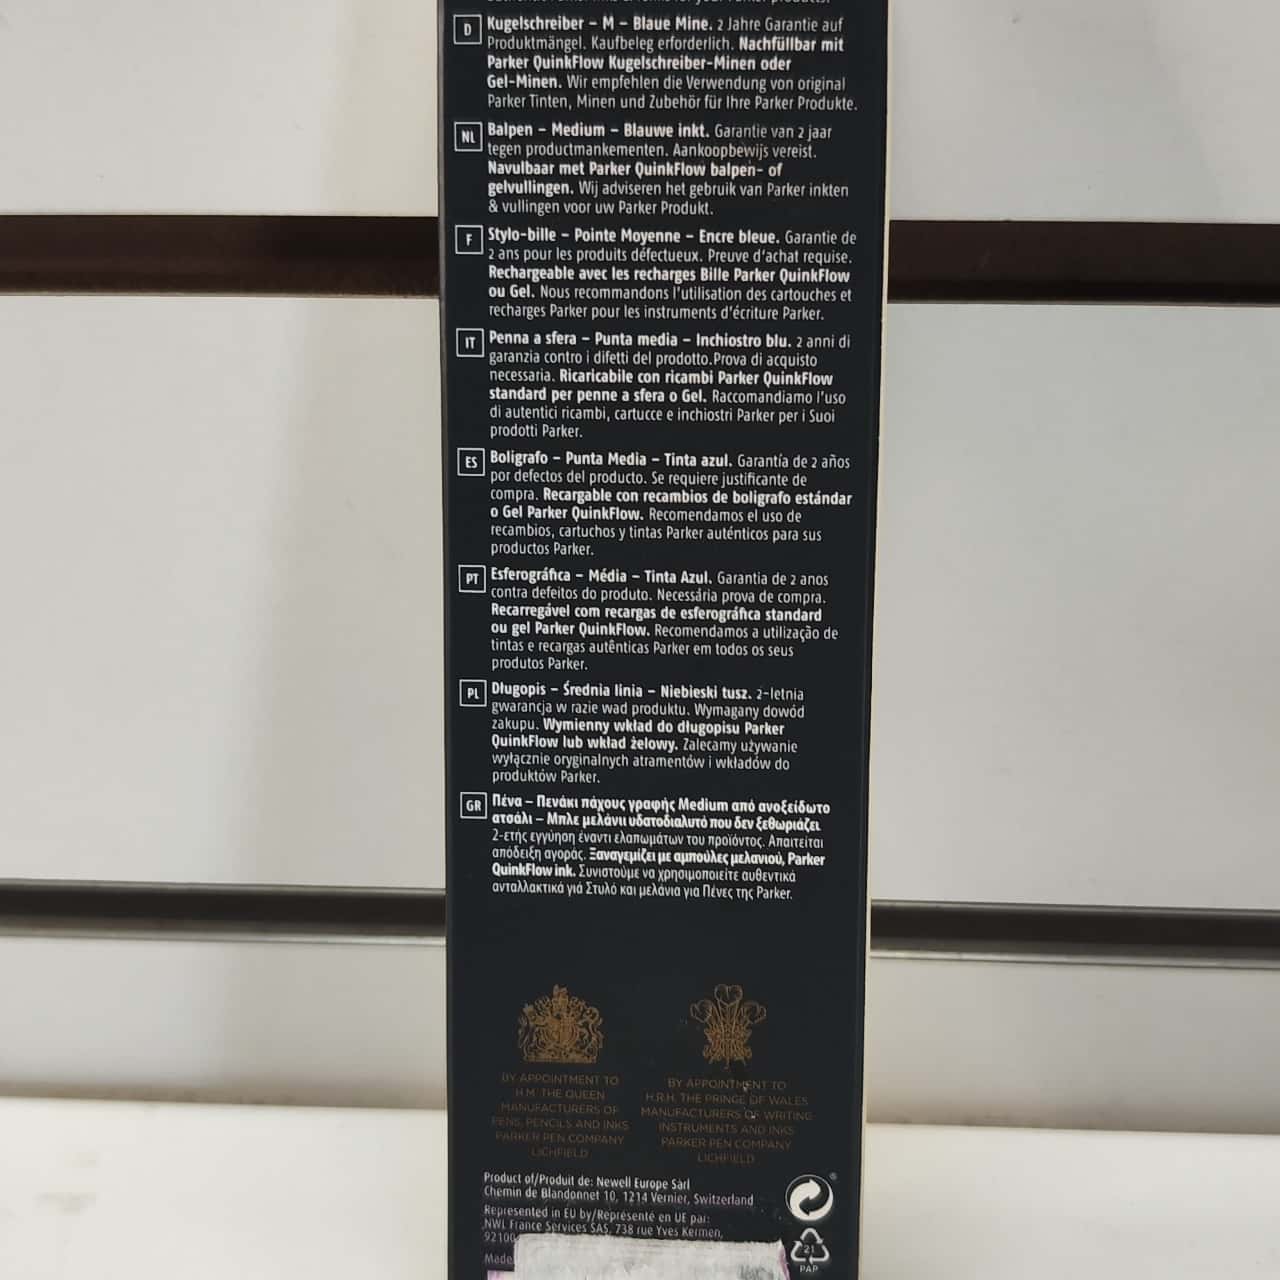 D
Kugelschreiber – M – Blaue Mine. 2 Jahre Garantie auf
Produktmängel. Kaufbeleg erforderlich. Nachfüllbar mit
Parker QuinkFlow Kugelschreiber-Minen oder
Gel-Minen. Wir empfehlen die Verwendung von original
Parker Tinten, Minen und Zubehör für Ihre Parker Produkte.
NL
Balpen – Medium – Blauwe inkt. Garantie van 2 jaar
tegen productmankementen. Aankoopbewijs vereist.
Navulbaar met Parker QuinkFlow balpen- of
gelvullingen. Wij adviseren het gebruik van Parker inkten
& vullingen voor uw Parker Produkt.
F
Stylo-bille – Pointe Moyenne – Encre bleue. Garantie de
2 ans pour les produits défectueux. Preuve d'achat requise.
Rechargeable avec les recharges Bille Parker QuinkFlow
ou Gel. Nous recommandons l'utilisation des cartouches et
recharges Parker pour les instruments d'écriture Parker.
IT
Penna a sfera – Punta media – Inchiostro blu. 2 anni di
garanzia contro i difetti del prodotto.Prova di acquisto
necessaria. Ricaricabile con ricambi Parker QuinkFlow
standard per penne a sfera o Gel. Raccomandiamo l'uso
di autentici ricambi, cartucce e inchiostri Parker per i Suoi
prodotti Parker.
ES
Boligrafo – Punta Media – Tinta azul. Garantía de 2 años
por defectos del producto. Se requiere justificante de
compra. Recargable con recambios de boligrafo estándar
o Gel Parker QuinkFlow. Recomendamos el uso de
recambios, cartuchos y tintas Parker auténticos para sus
productos Parker.
PT
Esferográfica – Média – Tinta Azul. Garantia de 2 anos
contra defeitos do produto. Necessária prova de compra.
Recarregável com recargas de esferográfica standard
ou gel Parker QuinkFlow. Recomendamos a utilização de
tintas e recargas autênticas Parker em todos os seus
produtos Parker.
PL
Długopis – Średnia linia – Niebieski tusz. 2-letnia
gwarancja w razie wad produktu. Wymagany dowód
zakupu. Wymienny wkład do długopisu Parker
QuinkFlow lub wkład żelowy. Zalecamy używanie
wyłącznie oryginalnych atramentów i wkładów do
produktów Parker.
GR
Πένα – Πενάκι πάχους γραφής Medium από ανοξείδωτο
ατσάλι – Μπλε μελάνιι υδατοδιαλυτό που δεν ξεθωριάζει.
2-ετής εγγύηση έναντι ελαττωμάτων του προϊόντος. Απαιτείται
απόδειξη αγοράς. Ξαναγεμίζει με αμπούλες μελανιού, Parker
QuinkFlow ink. Συνιστούμε να χρησιμοποιείτε αυθεντικά
ανταλλακτικά γιά Στυλό και μελάνια για Πένες της Parker.
BY APPOINTMENT TO
H.M. THE QUEEN
MANUFACTURERS OF
PENS, PENCILS AND INKS
PARKER PEN COMPANY
LICHFIELD
BY APPOINTMENT TO
H.R.H. THE PRINCE OF WALES
MANUFACTURERS OF WRITING
INSTRUMENTS AND INKS
PARKER PEN COMPANY
LICHFIELD
Product of/Produit de: Newell Europe Sàrl
Chemin de Blandonnet 10, 1214 Vernier, Switzerland
Represented in EU by/Représenté en UE par:
NWL France Services SAS, 738 rue Yves Kermen,
92100
Made
®
21
PAP